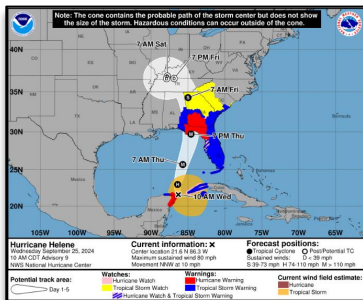 Note: The cone contains the probable path of the storm center but does not show
the size of the storm. Hazardous conditions can occur outside of the cone.
7 AM Sat
7 PM Fri
7 AM Fri
7 PM Thu
7 AM Thu
10 AM Wed
40N
35N
30N
25N
20N
95W
90W
85W
80W
75W
70W
Hurricane Helene
Wednesday September 25, 2024
10 AM CDT Advisory 9
NWS National Hurricane Center
Current information: x
Center location 21.6 N 86.3 W
Maximum sustained wind 80 mph
Movement NNW at 10 mph
Forecast positions:
Tropical Cyclone Post/Potential TC
Sustained winds: D < 39 mph
S 39-73 mph H 74-110 mph M > 110 mph
Potential track area:
Day 1-5
Watches:
Hurricane Watch
Tropical Storm Watch
Warnings:
Hurricane Warning
Tropical Storm Warning
Hurricane Watch & Tropical Storm Warning
Current wind field estimate:
Hurricane
Tropical Storm